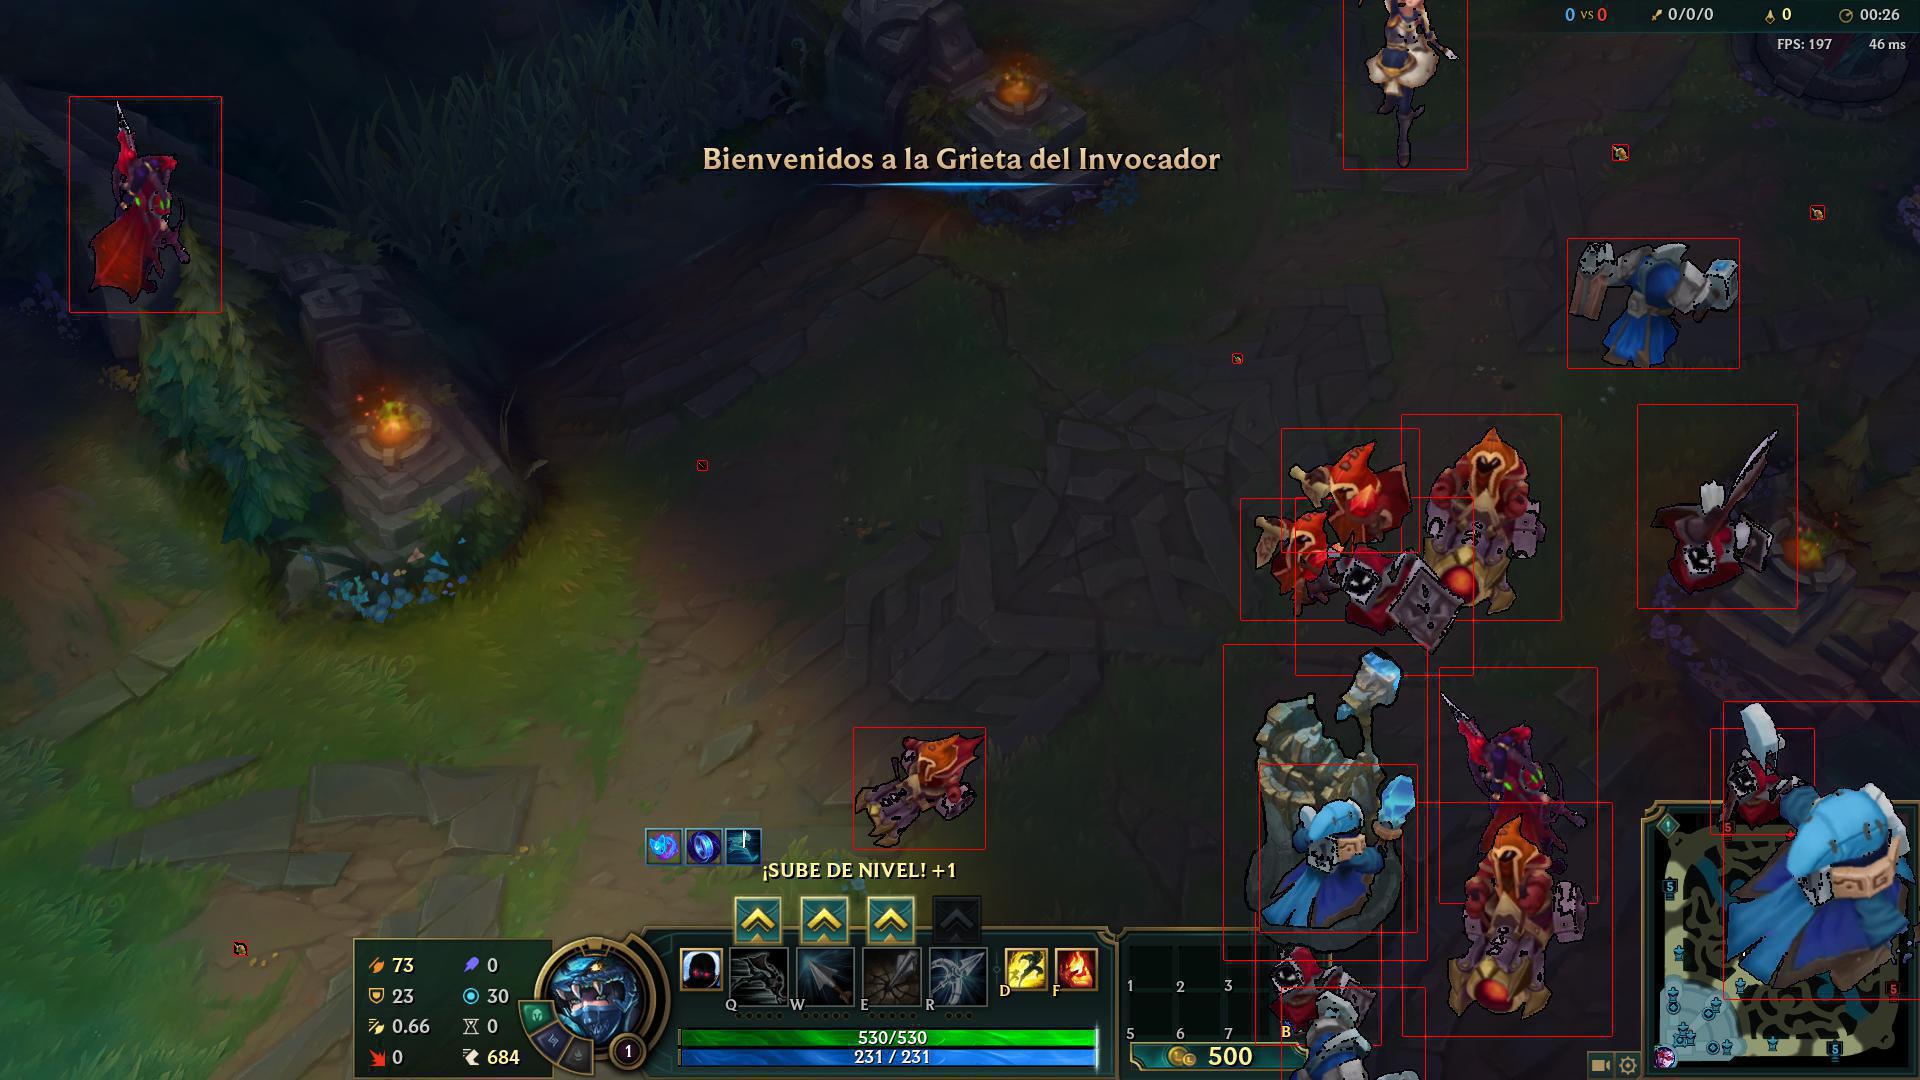 0 vs 0 0/0/0 0 00:26
FPS: 197 46 ms
Bienvenidos a la Grieta del Invocador
¡SUBE DE NIVEL! +1
73 0
23 30
0.66 0
0 684
1
Q W E R D F
530/530
231 / 231
1 2 3
5 6 7 B
500
5
5
5
5